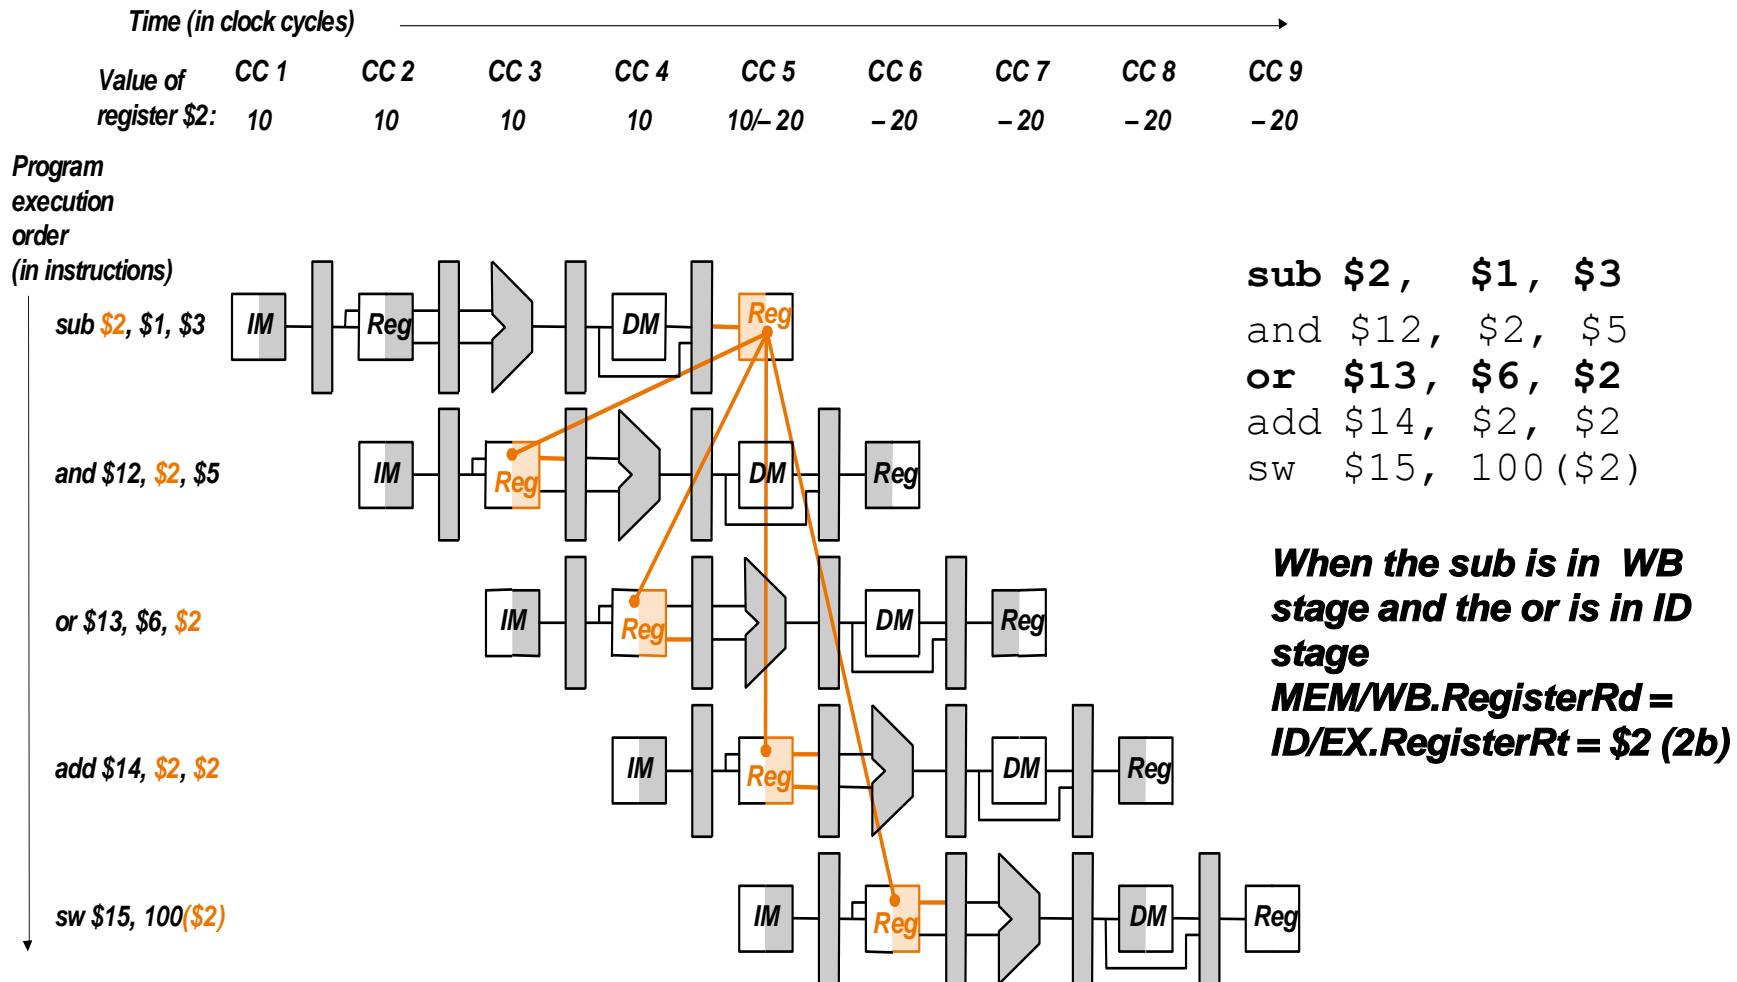 Time (in clock cycles)
Value of register $2:
CC 1 CC 2 CC 3 CC 4 CC 5 CC 6 CC 7 CC 8 CC 9
10 10 10 10 10/– 20 – 20 – 20 – 20 – 20
Program
execution
order
(in instructions)
sub $2, $1, $3
IM Reg DM Reg
and $12, $2, $5
IM Reg DM Reg
or $13, $6, $2
IM Reg DM Reg
add $14, $2, $2
IM Reg DM Reg
sw $15, 100($2)
IM Reg DM Reg
sub $2, $1, $3
and $12, $2, $5
or $13, $6, $2
add $14, $2, $2
sw $15, 100($2)
When the sub is in WB
stage and the or is in ID
stage
MEM/WB.RegisterRd =
ID/EX.RegisterRt = $2 (2b)